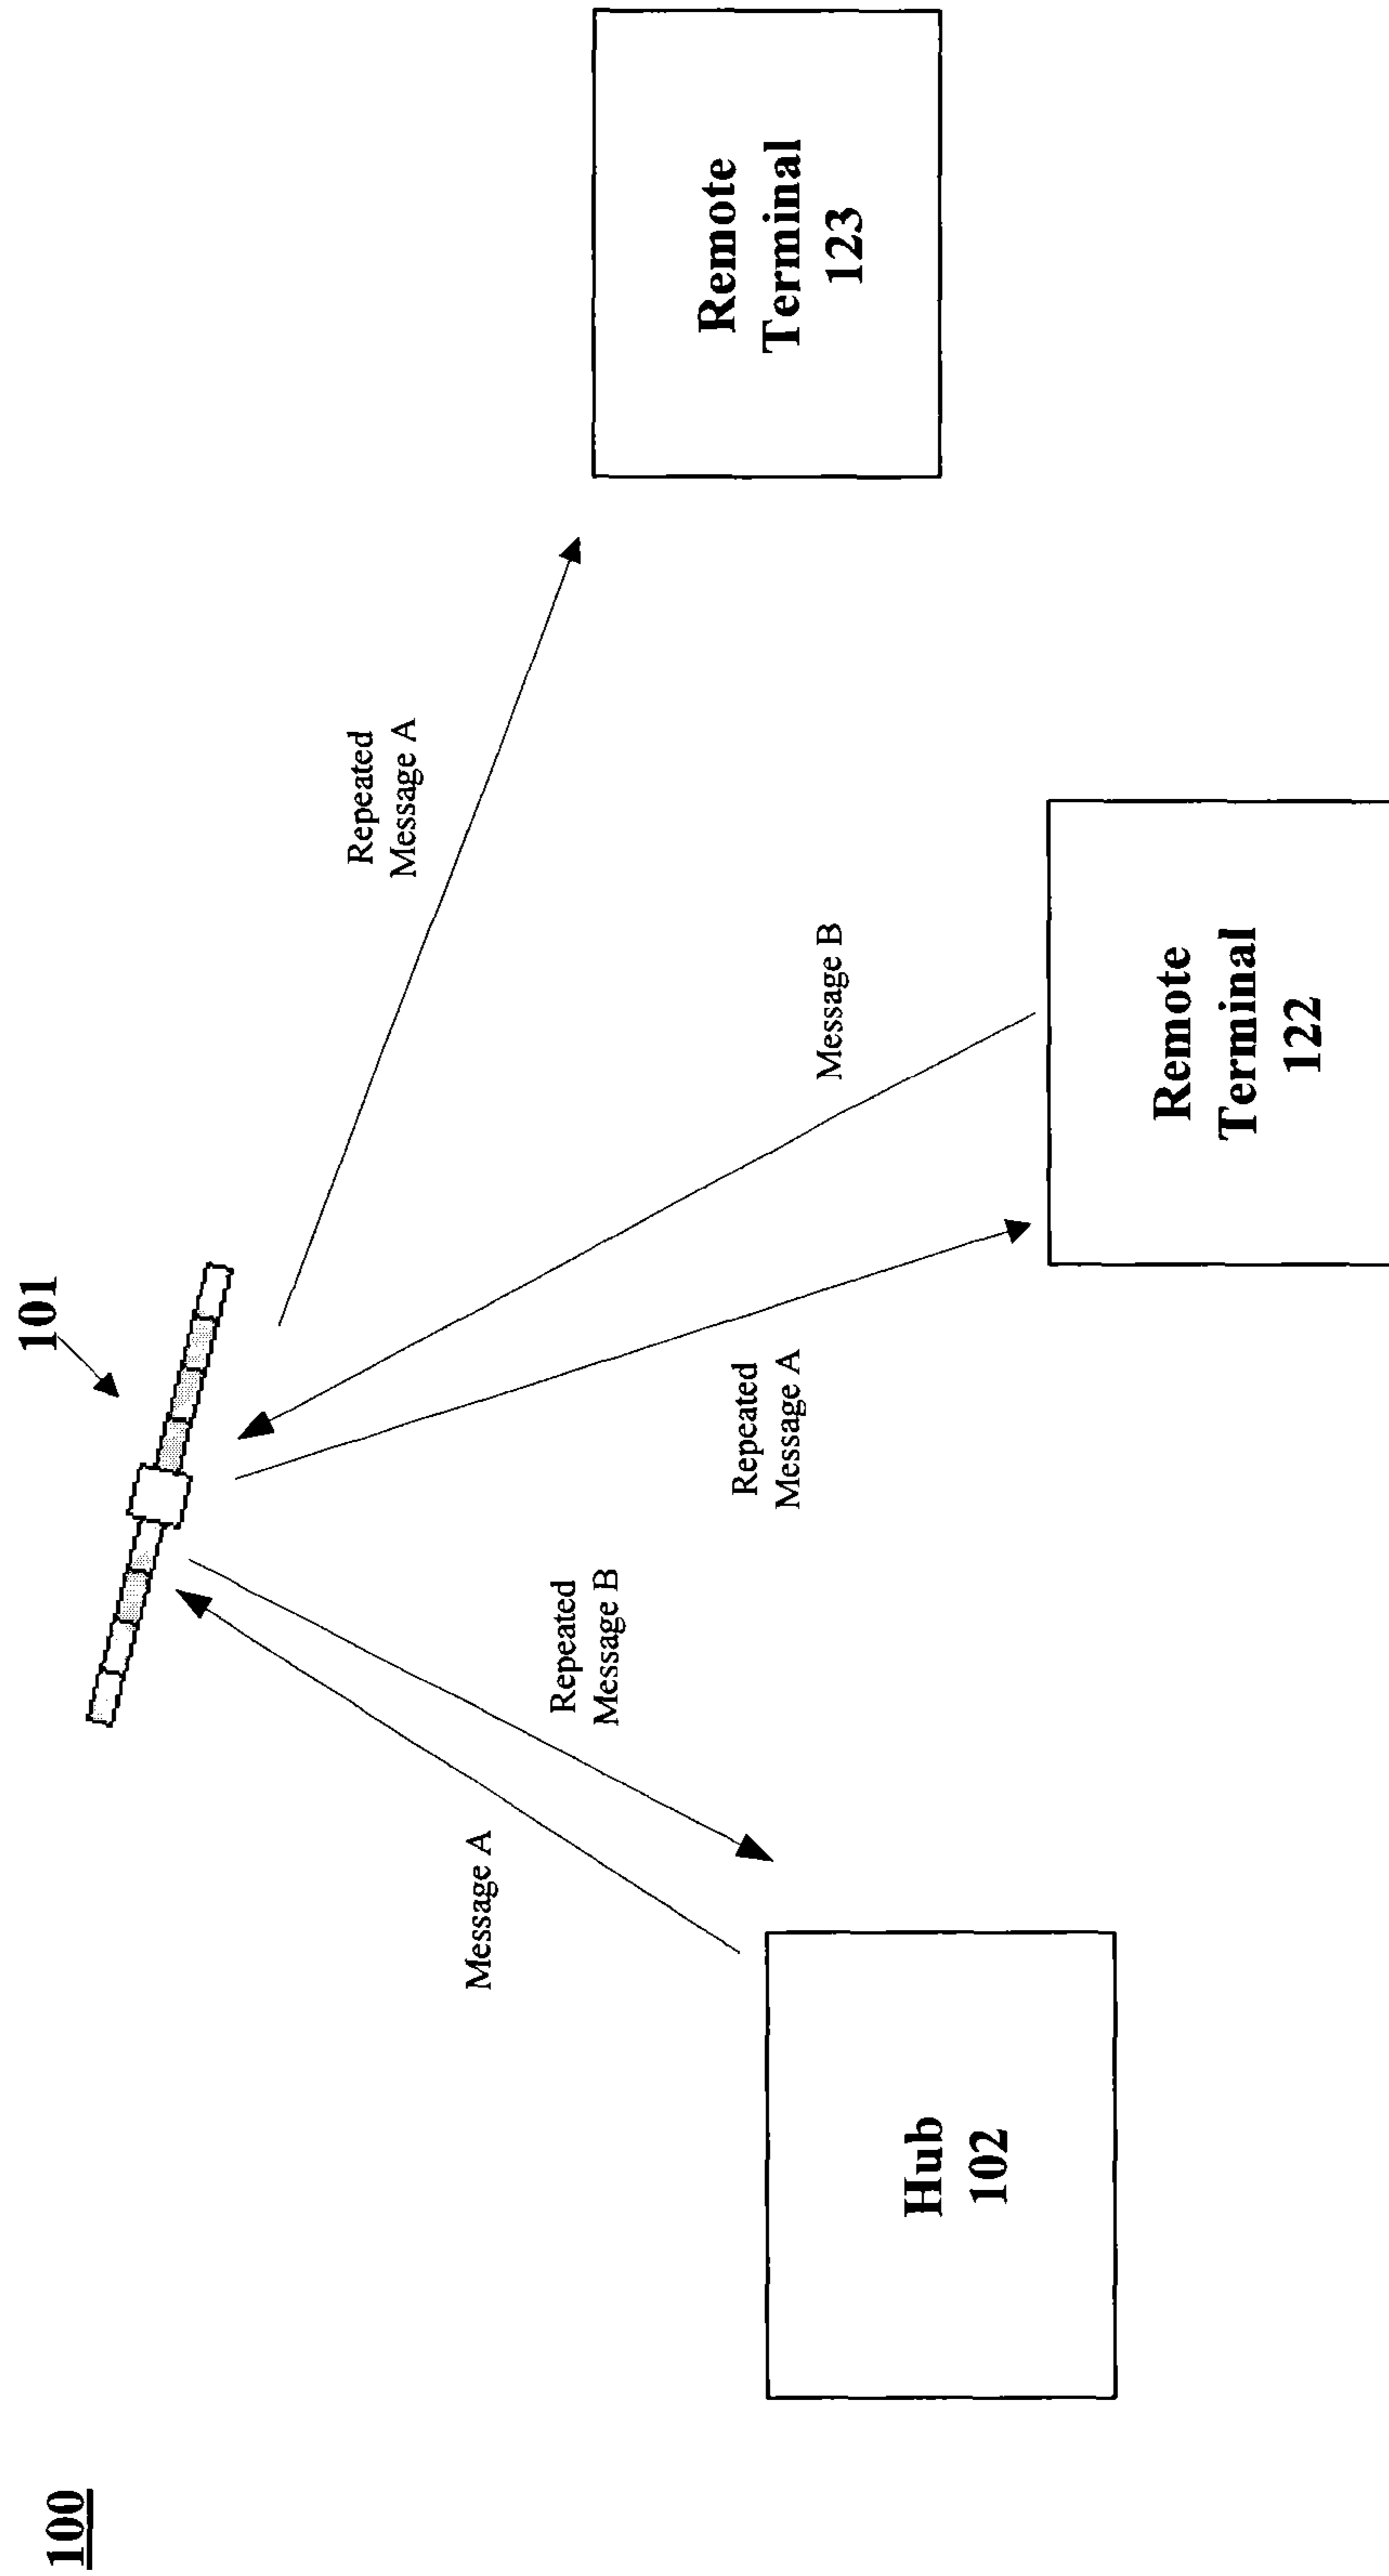 100
101
Repeated
Message A
Message A
Repeated
Message B
Repeated
Message A
Message B
Remote
Terminal
123
Hub
102
Remote
Terminal
122